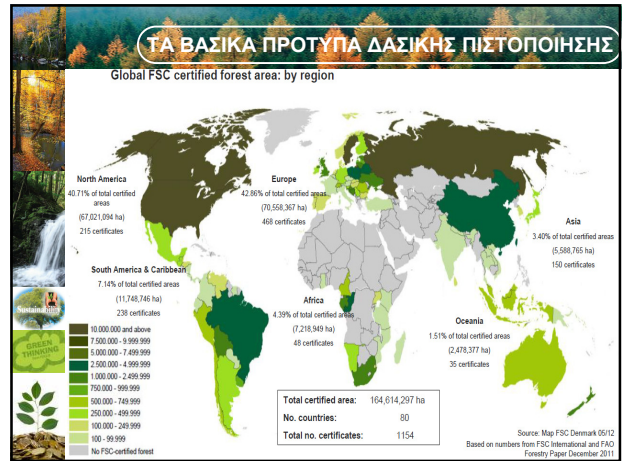 ΤΑ ΒΑΣΙΚΑ ΠΡΟΤΥΠΑ ΔΑΣΙΚΗΣ ΠΙΣΤΟΠΟΙΗΣΗΣ
Global FSC certified forest area: by region
North America
40.71% of total certified
areas
(67,021,094 ha)
215 certificates
Europe
42.86% of total certified areas
(70,558,367 ha)
468 certificates
Asia
3.40% of total certified areas
(5,588,765 ha)
150 certificates
South America & Caribbean
7.14% of total certified areas
(11,748,746 ha)
238 certificates
Africa
4.39% of total certified areas
(7,218,949 ha)
48 certificates
Oceania
1.51% of total certified areas
(2,478,377 ha)
35 certificates
Sustainability
GREEN
THINKING
10.000.000 and above
7.500.000 - 9.999.999
5.000.000 - 7.499.999
2.500.000 - 4.999.999
1.000.000 - 2.499.999
750.000 - 999.999
500.000 - 749.999
250.000 - 499.999
100.000 - 249.999
100 - 99.999
No FSC-certified forest
Total certified area: 164,614,297 ha
No. countries: 80
Total no. certificates: 1154
Source: Map FSC Denmark 05/12
Based on numbers from FSC International and FAO
Forestry Paper December 2011